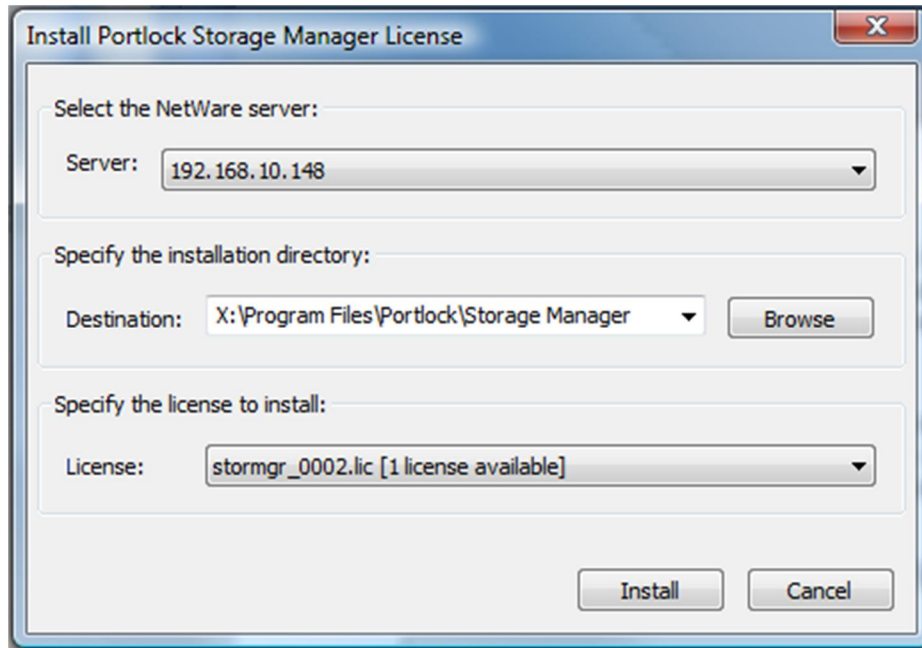 Install Portlock Storage Manager License
X
Select the NetWare server:
Server: 192.168.10.148
Specify the installation directory:
Destination: X:\Program Files\Portlock\Storage Manager Browse
Specify the license to install:
License: stormgr_0002.lic [1 license available]
Install Cancel